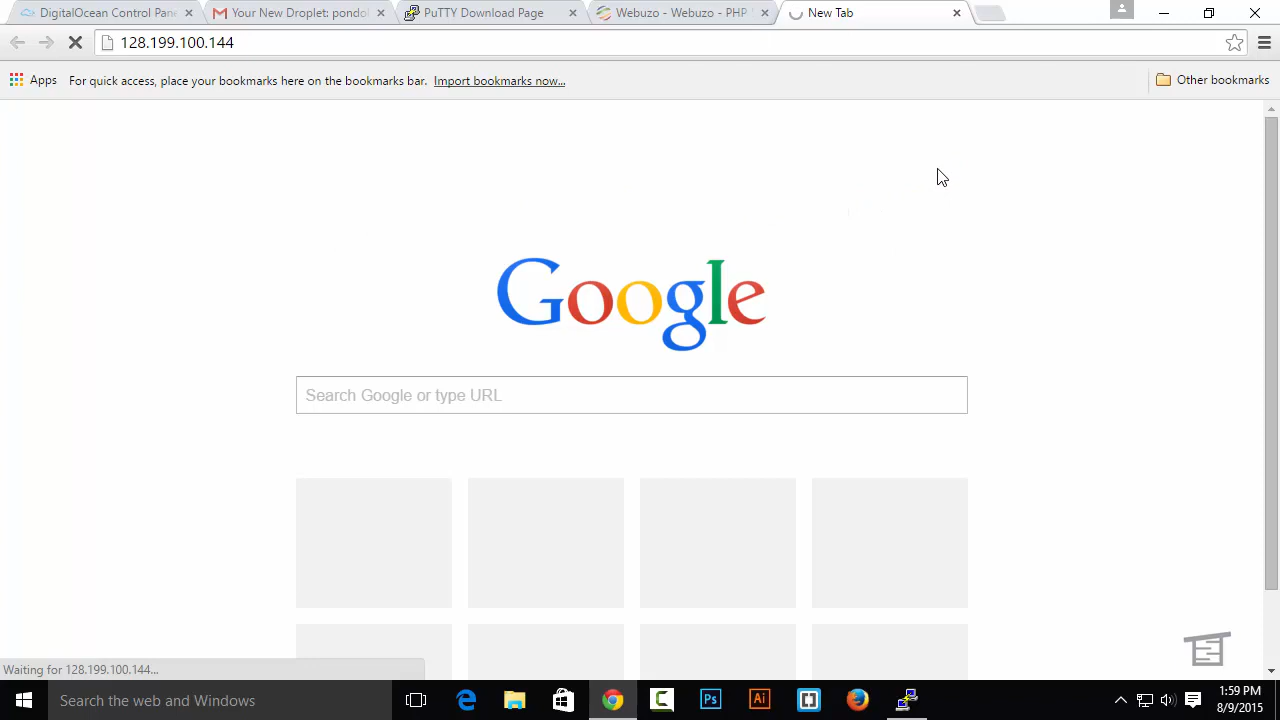 DigitalOcean Control Pane
Your New Droplet: pondo
PuTTY Download Page
Webuzo - Webuzo - PHP
New Tab
128.199.100.144
Apps
For quick access, place your bookmarks here on the bookmarks bar.
Import bookmarks now...
Other bookmarks
Google
Search Google or type URL
Waiting for 128.199.100.144...
Search the web and Windows
Ps
Ai
1:59 PM
8/9/2015